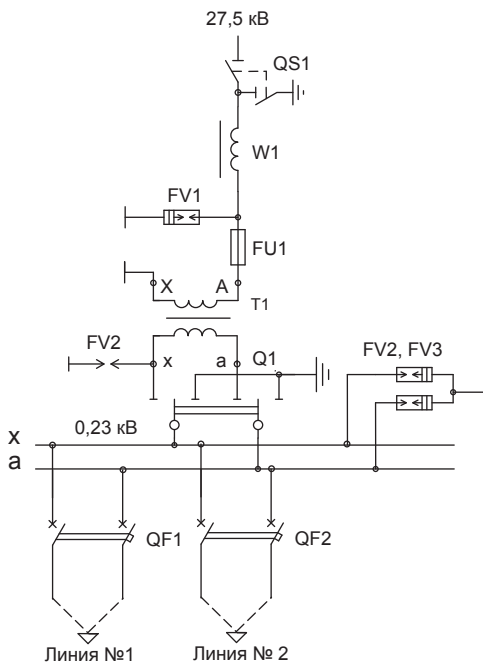 27,5 кВ
QS1
W1
FV1
FU1
X A
T1
FV2
x a Q1
FV2, FV3
0,23 кВ
x
a
QF1 QF2
Линия №1 Линия № 2